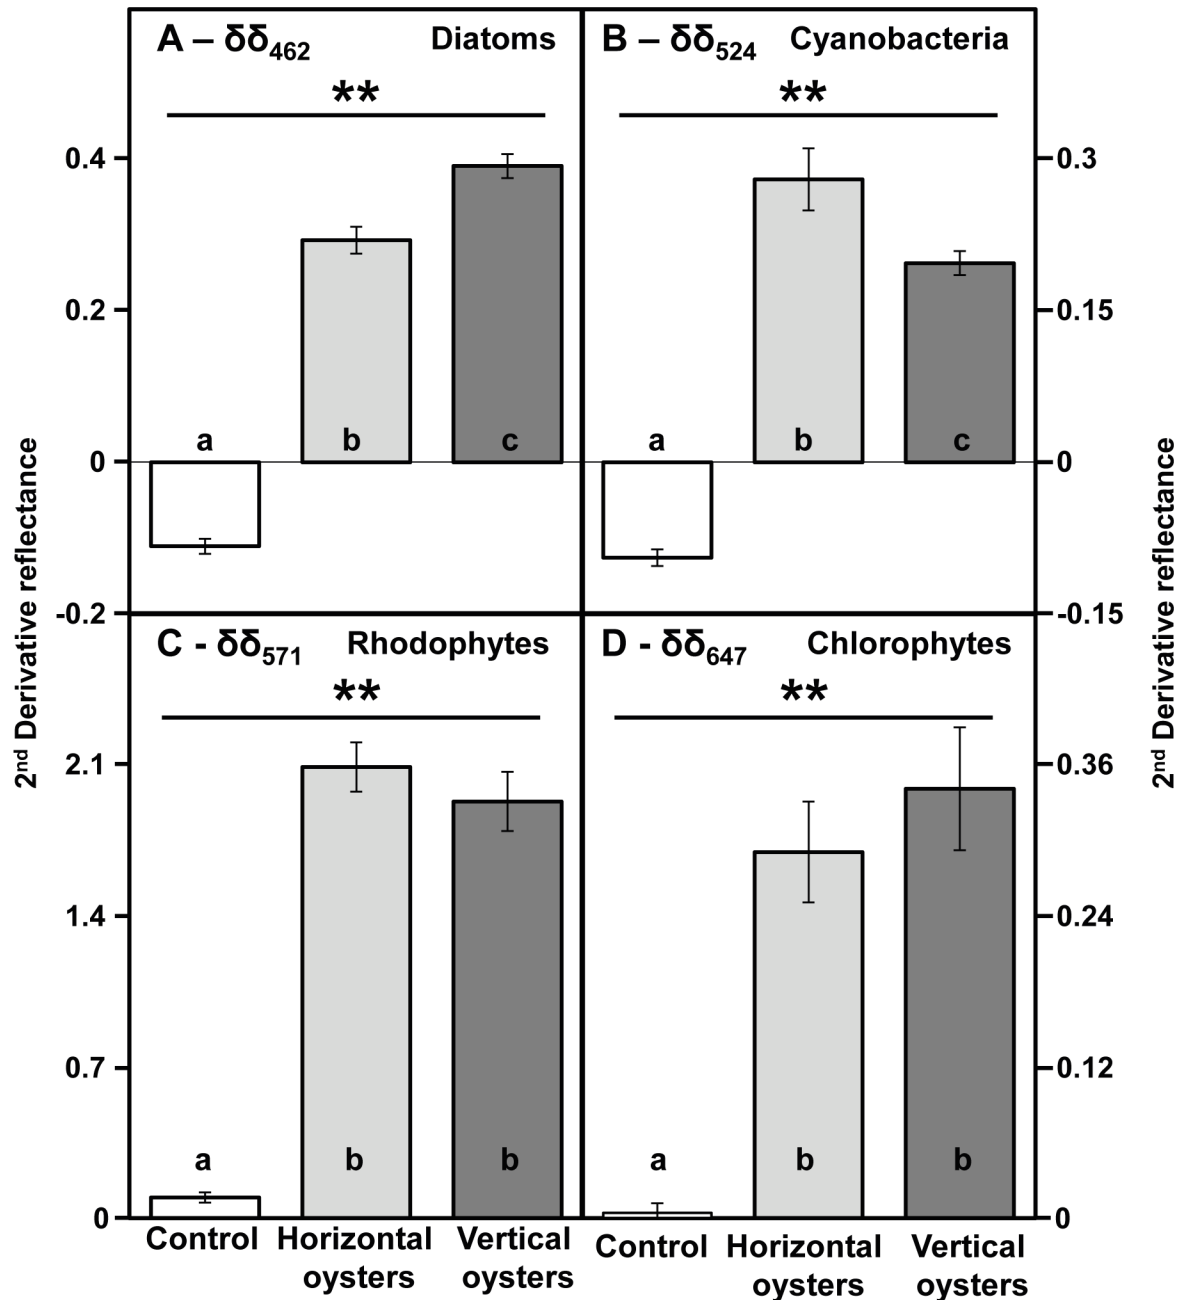 A – δδ462 Diatoms
B – δδ524 Cyanobacteria
**
**
0.4
0.2
0
-0.2
a
b
c
a
b
c
0.3
0.15
0
-0.15
2nd Derivative reflectance
2nd Derivative reflectance
C - δδ571 Rhodophytes
D - δδ647 Chlorophytes
**
**
2.1
1.4
0.7
0
a
b
b
a
b
b
0.36
0.24
0.12
0
Control
Horizontal
oysters
Vertical
oysters
Control
Horizontal
oysters
Vertical
oysters